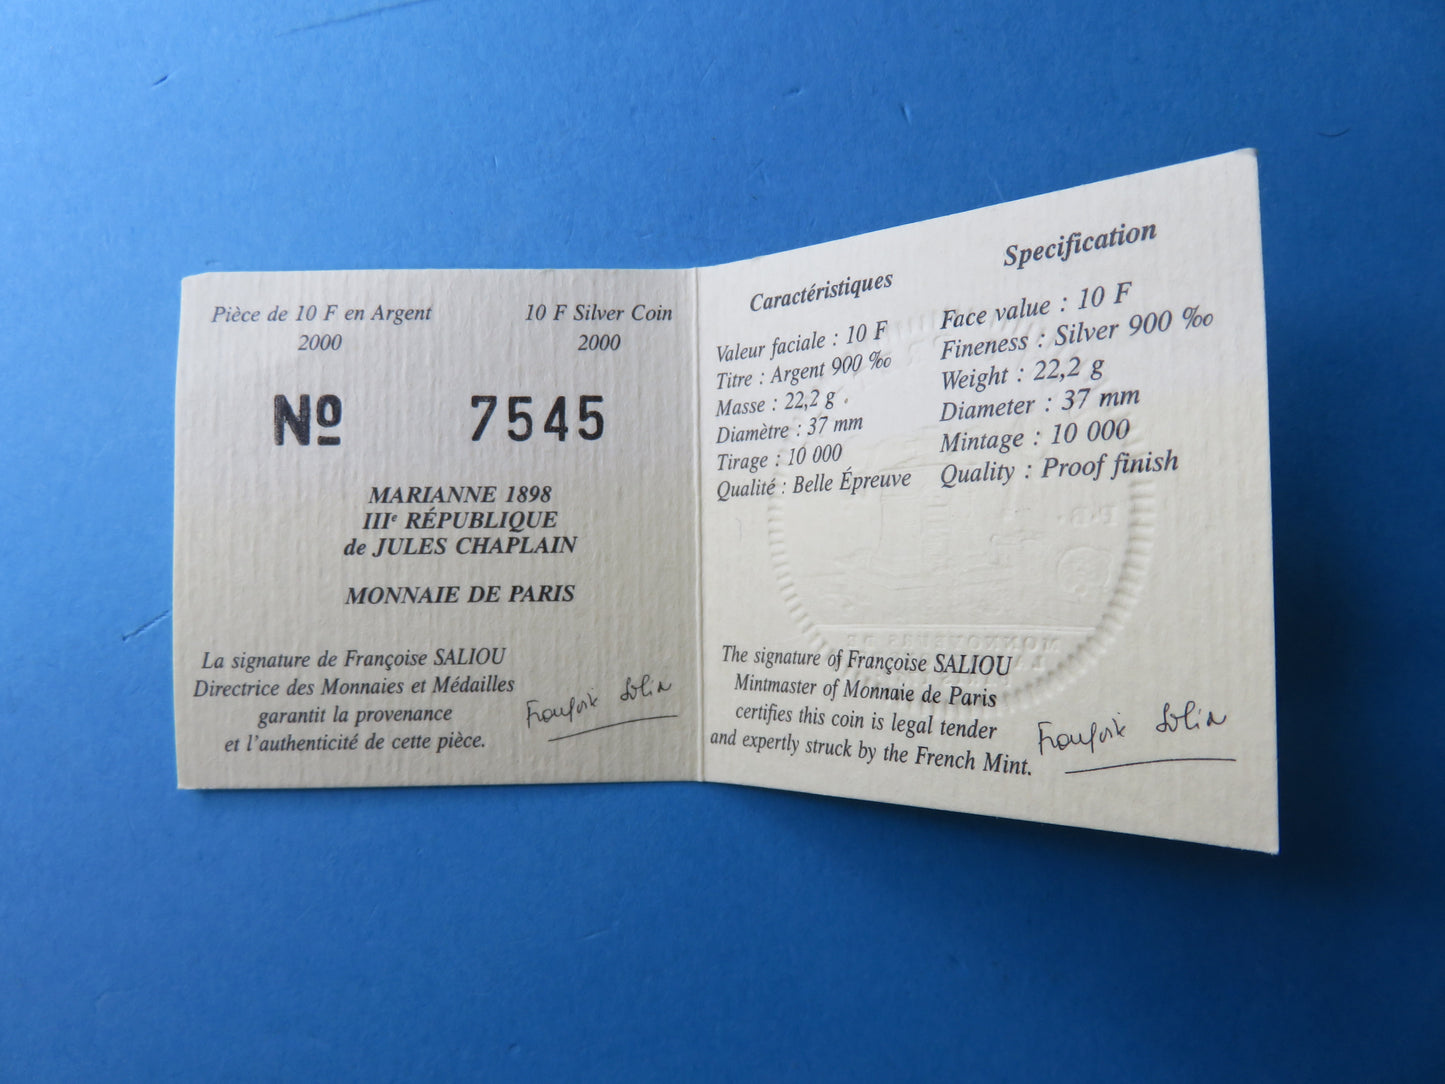 Pièce de 10 F en Argent
2000
10 F Silver Coin
2000
Nº 7545
MARIANNE 1898
IIIe RÉPUBLIQUE
de JULES CHAPLAIN
MONNAIE DE PARIS
La signature de Françoise SALIOU
Directrice des Monnaies et Médailles
garantit la provenance
et l'authenticité de cette pièce.
Caractéristiques
Valeur faciale : 10 F
Titre : Argent 900 ‰
Masse : 22,2 g
Diamètre : 37 mm
Tirage : 10 000
Qualité : Belle Épreuve
Specification
Face value : 10 F
Fineness : Silver 900 ‰
Weight : 22,2 g
Diameter : 37 mm
Mintage : 10 000
Quality : Proof finish
The signature of Françoise SALIOU
Mintmaster of Monnaie de Paris
certifies this coin is legal tender
and expertly struck by the French Mint.